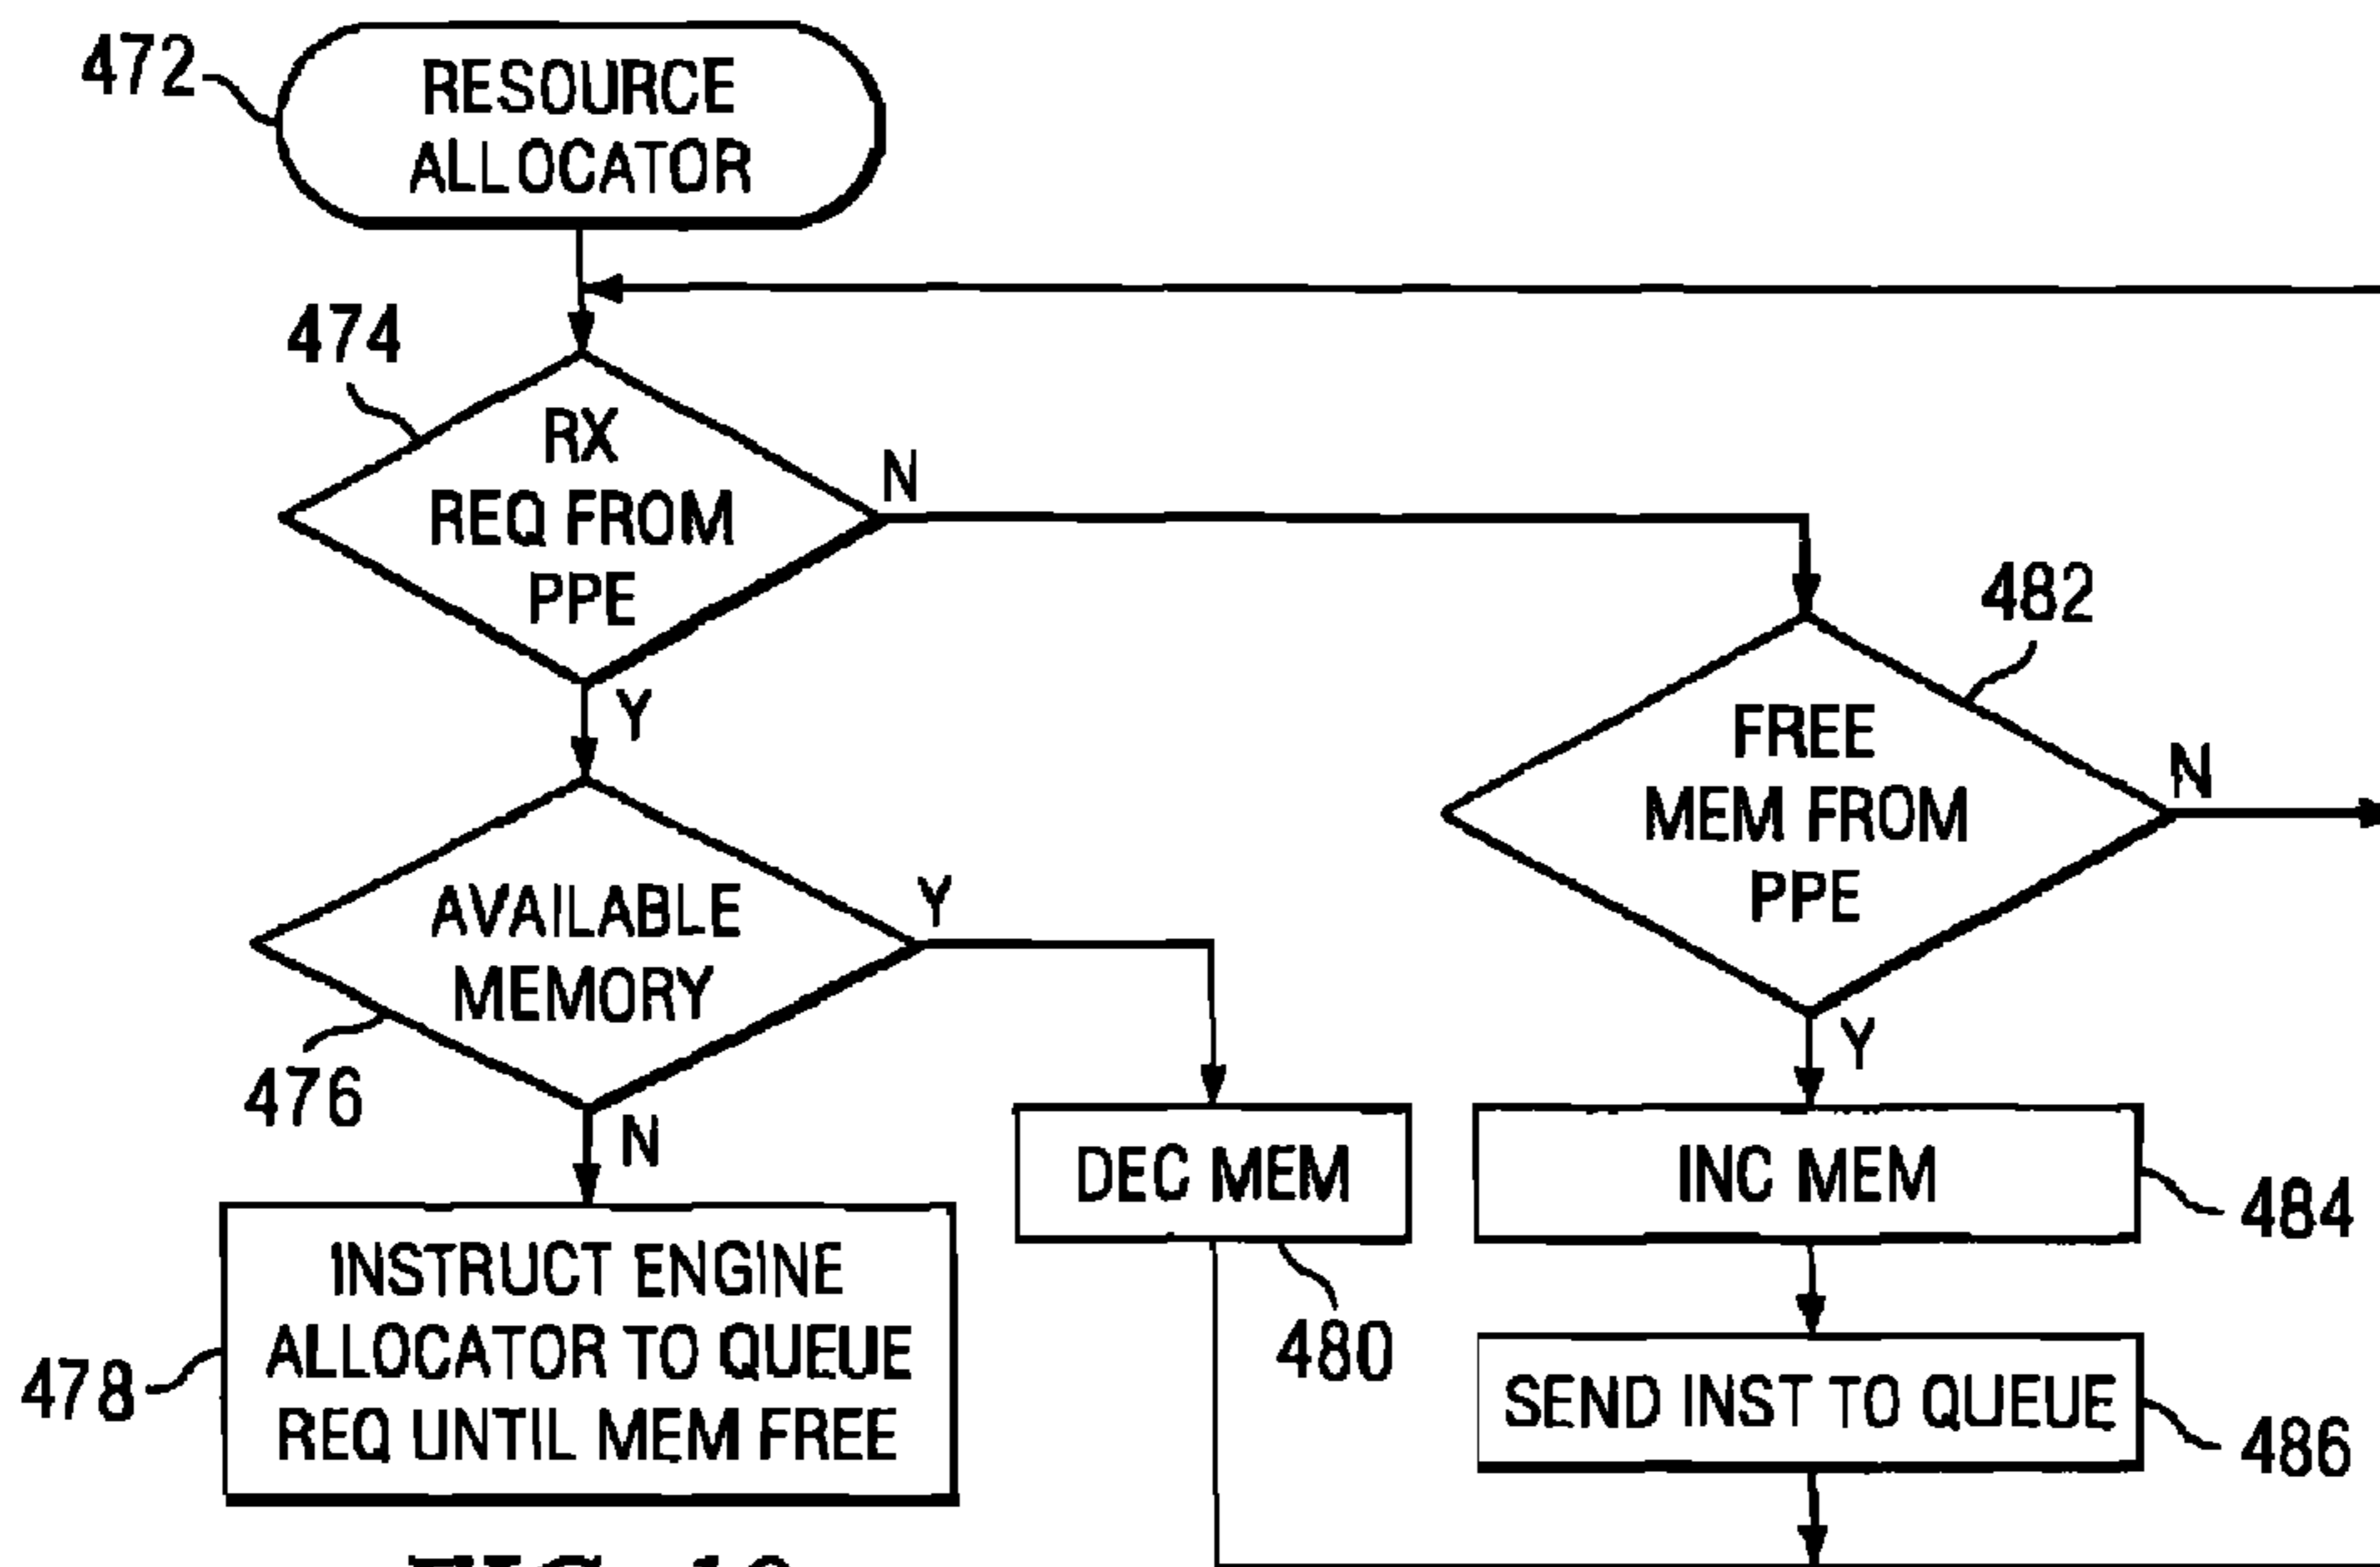 472
RESOURCE
ALLOCATOR
474
RX
REQ FROM
PPE
N
Y
482
FREE
MEM FROM
PPE
N
Y
AVAILABLE
MEMORY
Y
476
N
DEC MEM
480
INC MEM
484
INSTRUCT ENGINE
ALLOCATOR TO QUEUE
REQ UNTIL MEM FREE
478
SEND INST TO QUEUE
486